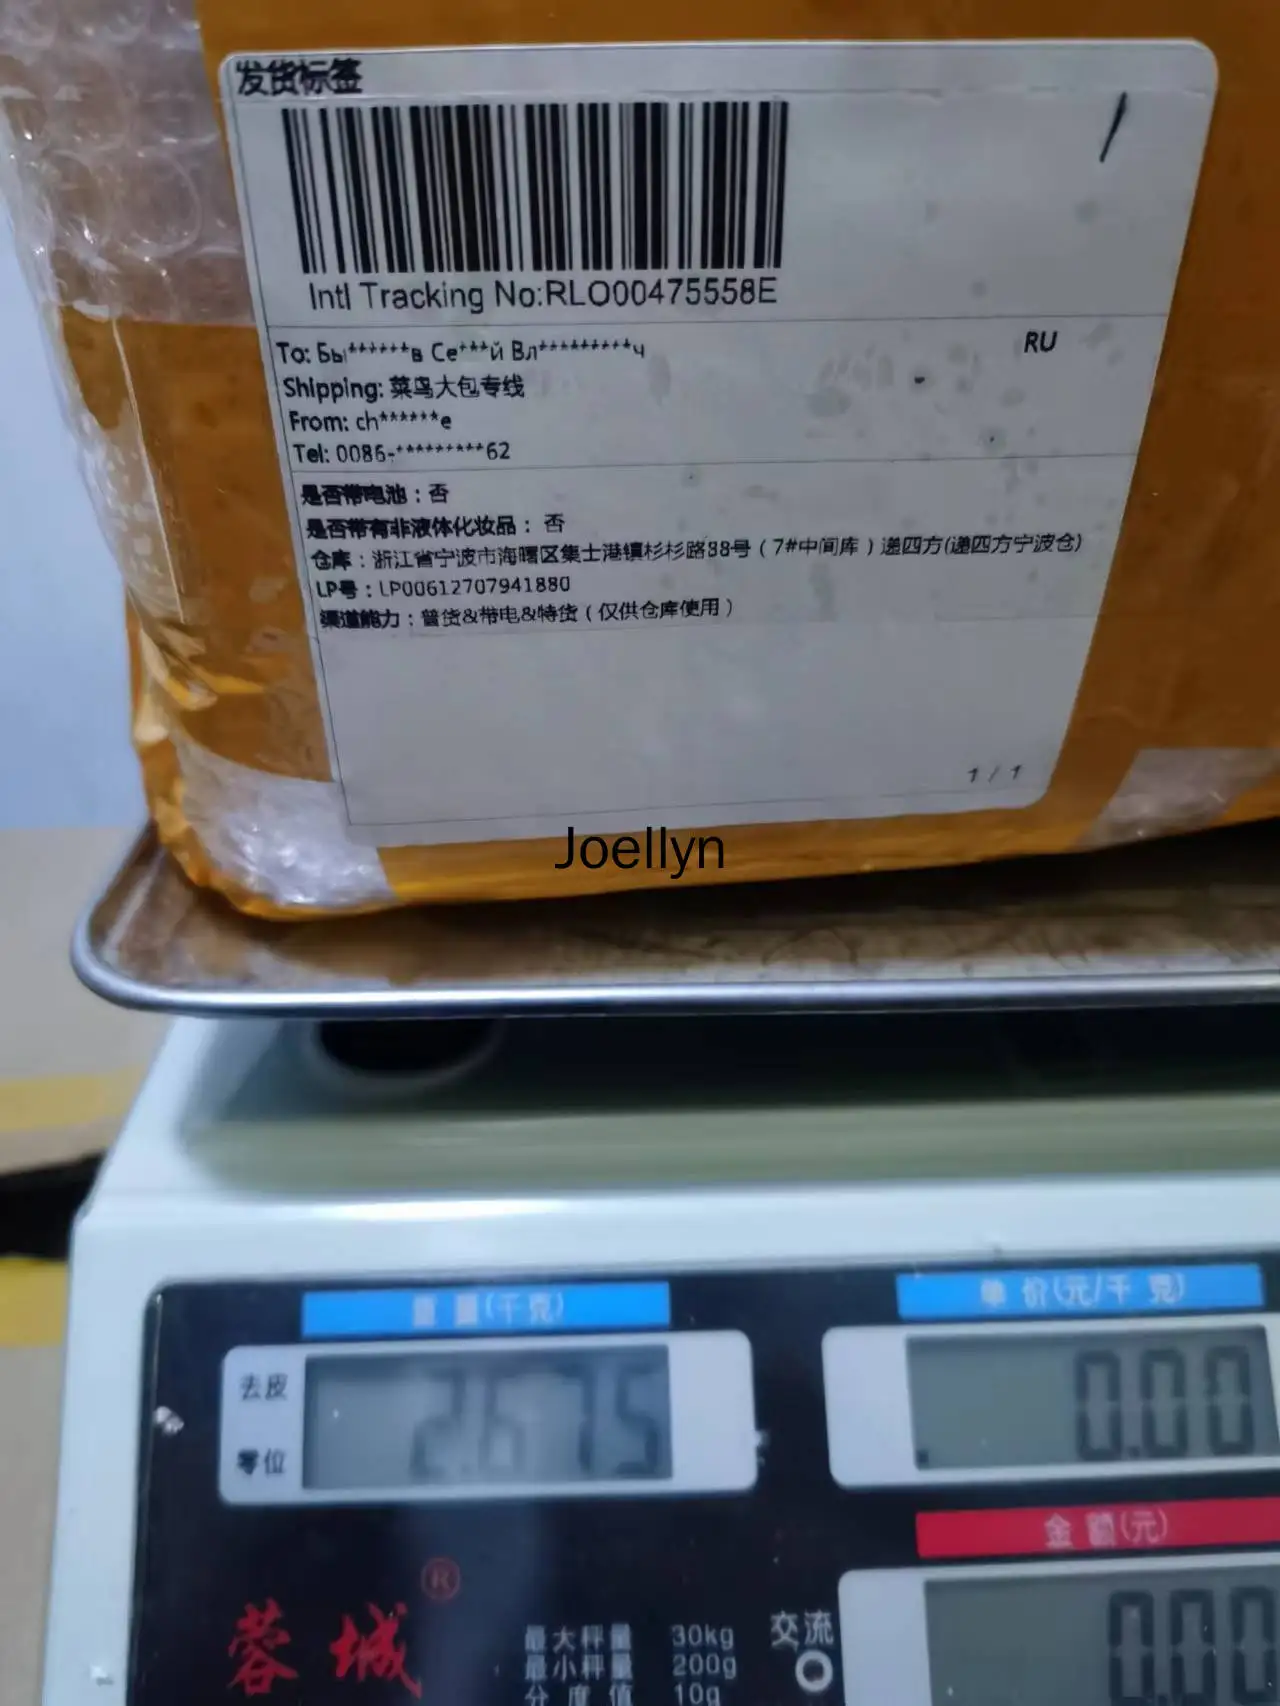 发货标签
Intl Tracking No:RLO00475558E
To: Бы******в Се***й Вл*********ч
RU
Shipping: 菜鸟大包专线
From: ch******e
Tel: 0086-*********62
是否带电池：否
是否带有非液体化妆品： 否
仓库：浙江省宁波市海曙区集士港镇杉杉路88号（7#中间库）递四方(递四方宁波仓)
LP号：LP00612707941880
渠道能力：普货&带电&特货（仅供仓库使用）
1 / 1
Joellyn
重 量(千克)
单 价(元/千 克)
去皮
零位
2.675
0.00
金 额(元)
0.00
蓉城®
最大秤量 30kg
最小秤量 200g
分度值 10g
交流